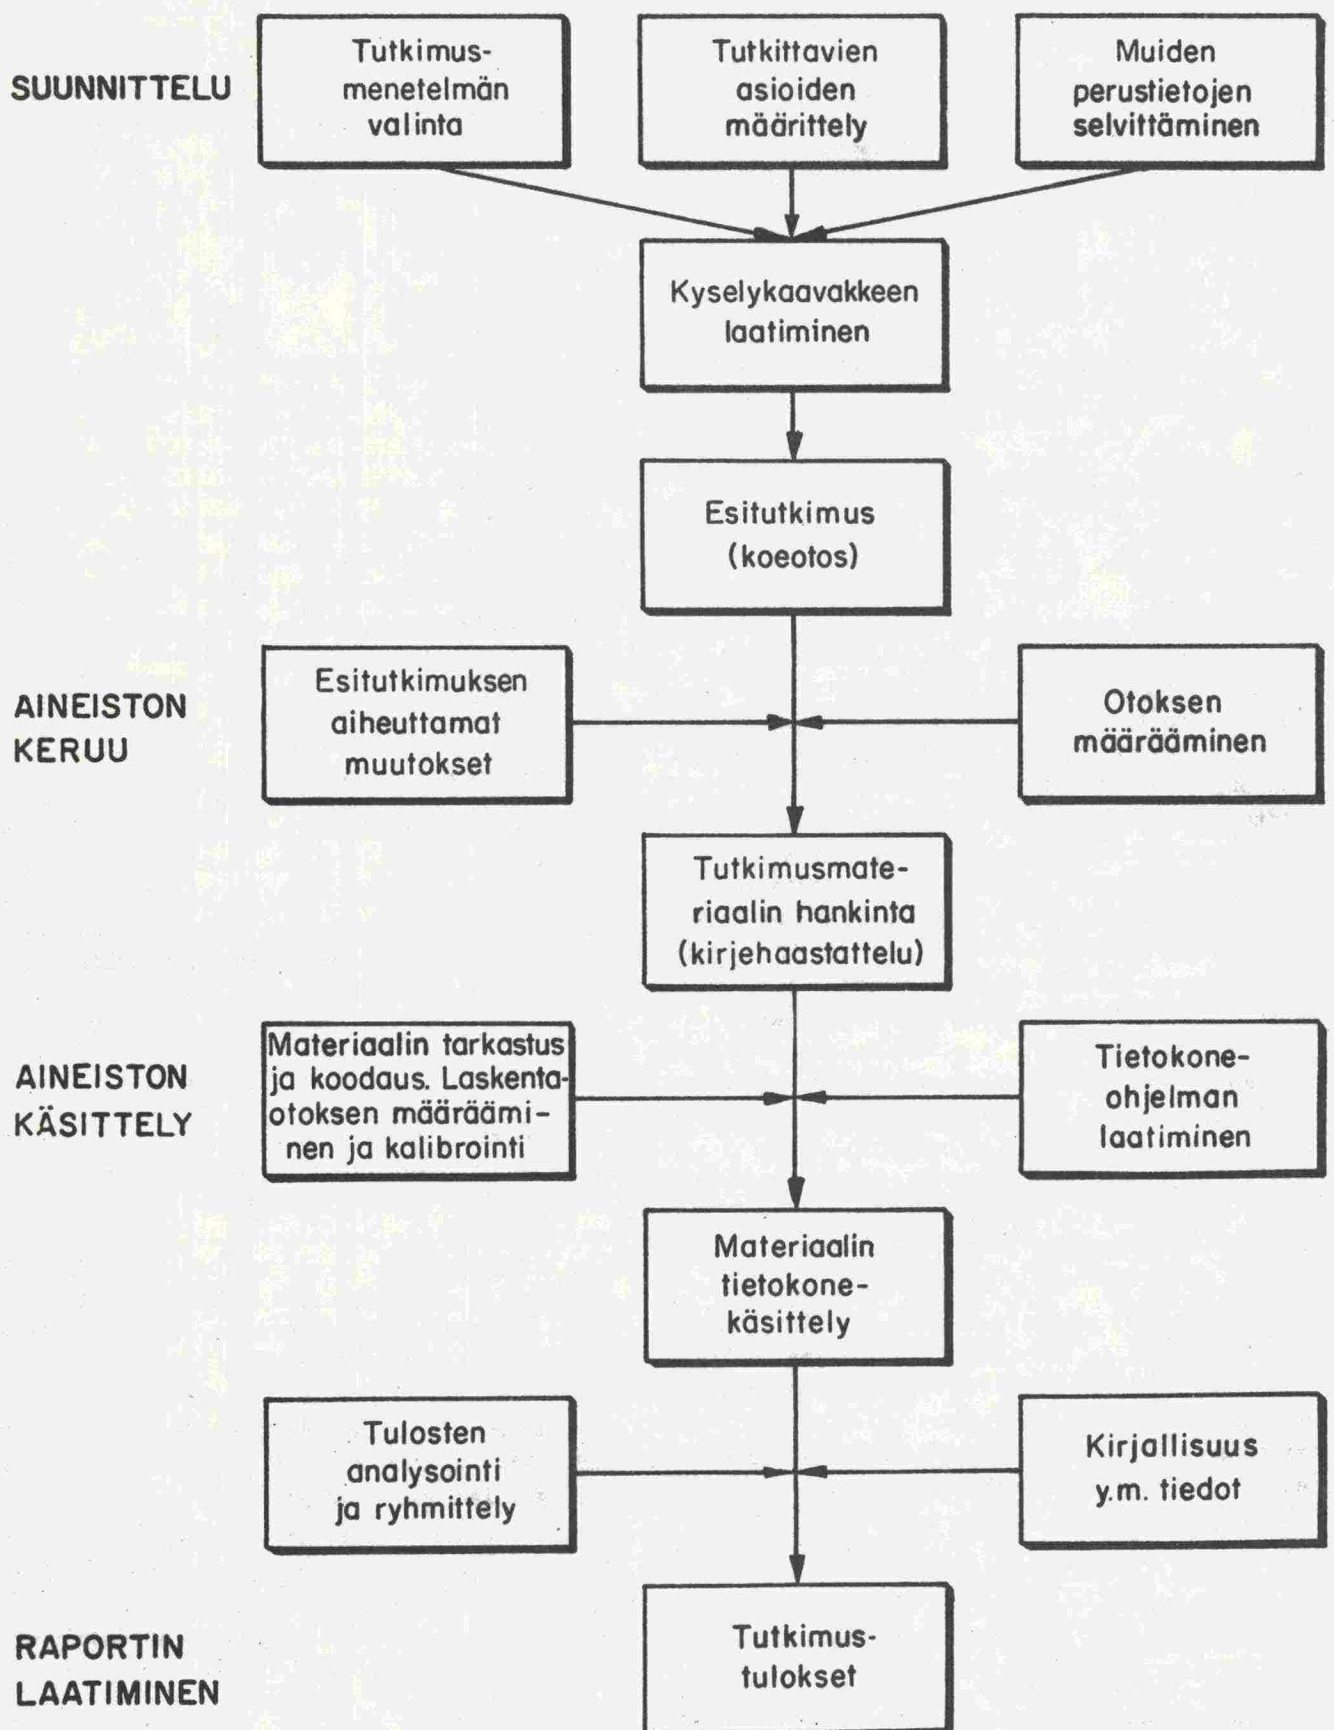 SUUNNITTELU
Tutkimus-
menetelmän
valinta
Tutkittavien
asioiden
määrittely
Muiden
perustietojen
selvittäminen
Kyselykaavakkeen
laatiminen
Esitutkimus
(koeotos)
AINEISTON
KERUU
Esitutkimuksen
aiheuttamat
muutokset
Otoksen
määrääminen
Tutkimusmate-
riaalin hankinta
(kirjehaastattelu)
AINEISTON
KÄSITTELY
Materiaalin tarkastus
ja koodaus. Laskenta-
otoksen määräämi-
nen ja kalibrointi
Tietokone-
ohjelman
laatiminen
Materiaalin
tietokone-
käsittely
Tulosten
analysointi
ja ryhmittely
Kirjallisuus
y.m. tiedot
RAPORTIN
LAATIMINEN
Tutkimus-
tulokset